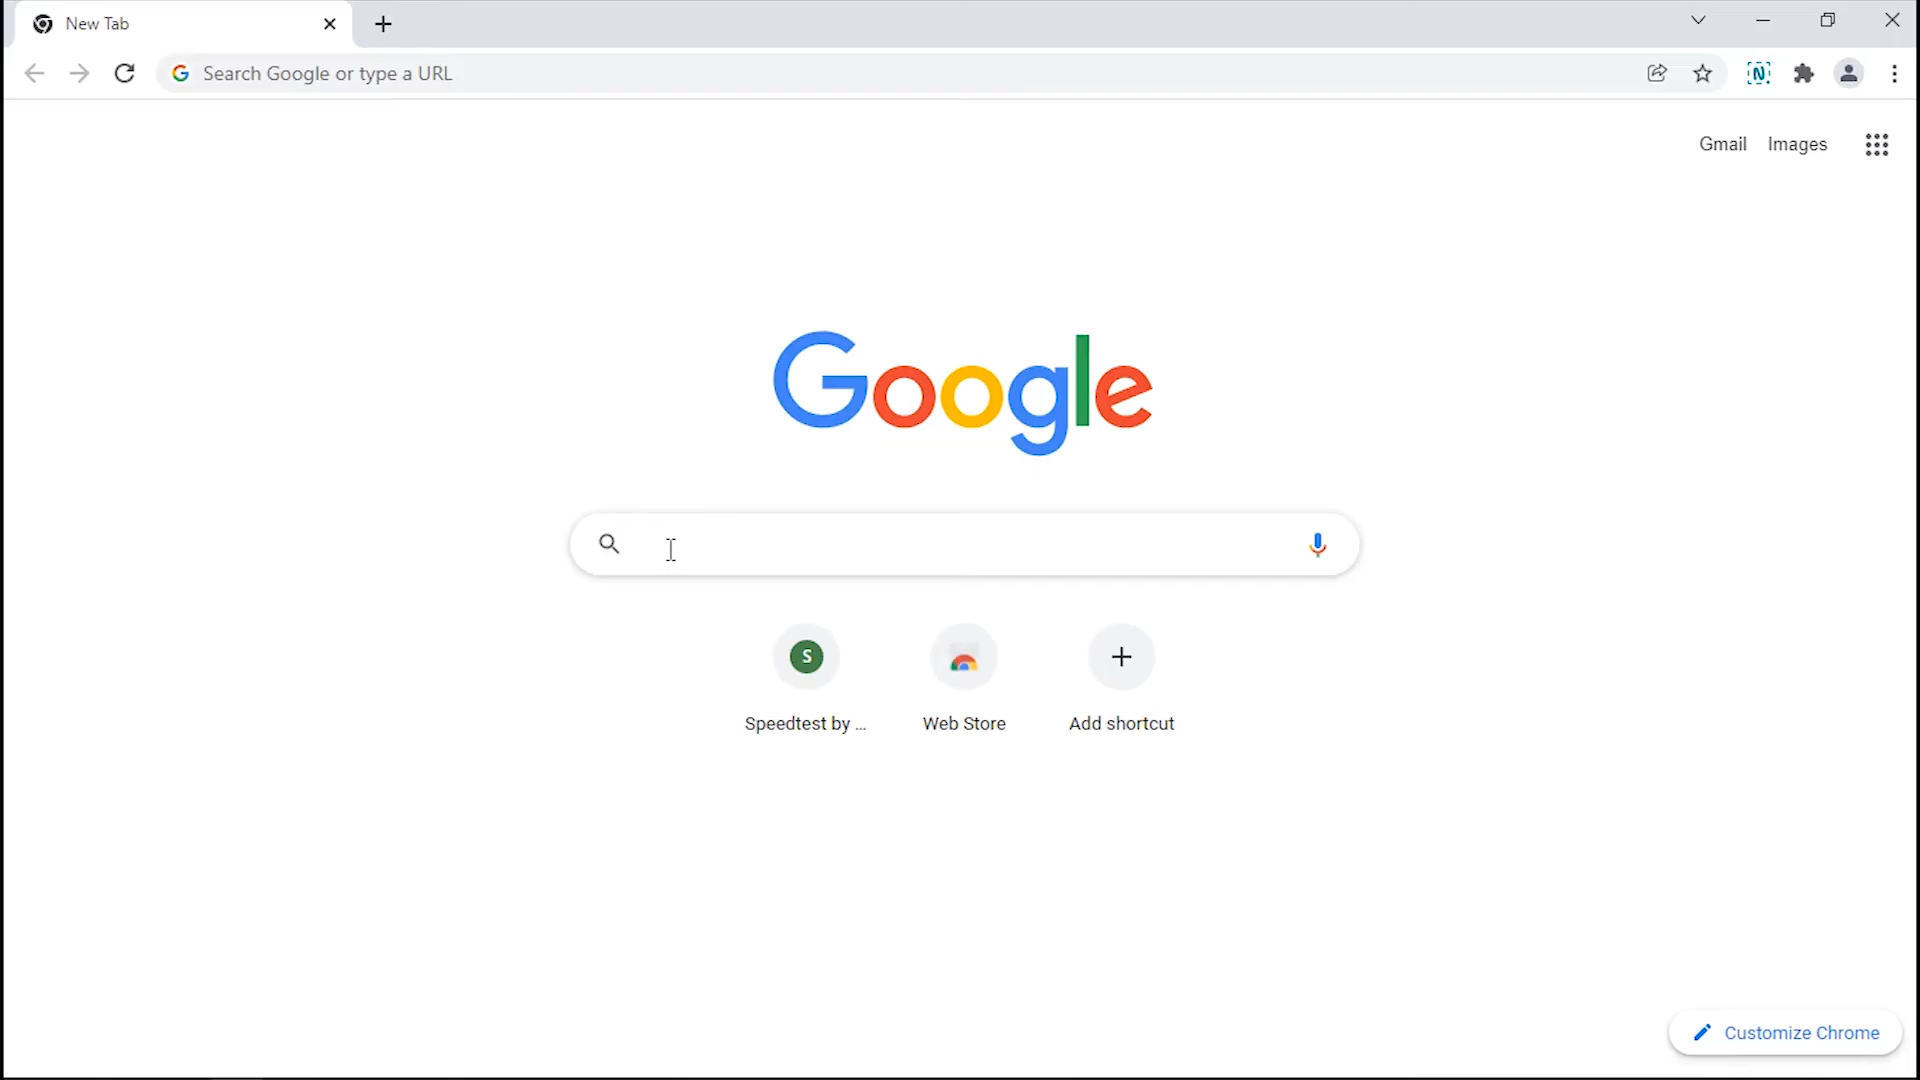 New Tab
Search Google or type a URL
Gmail Images
Google
S
Speedtest by ... Web Store Add shortcut
Customize Chrome